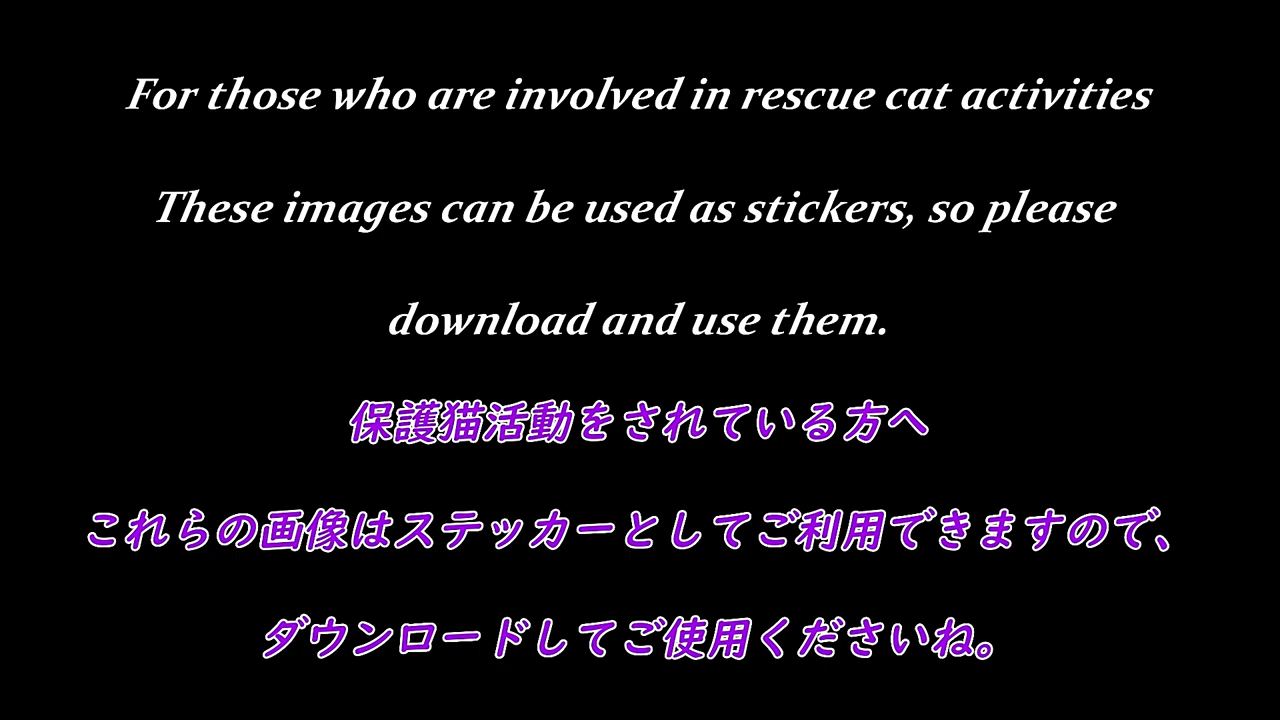 For those who are involved in rescue cat activities
These images can be used as stickers, so please
download and use them.
保護猫活動をされている方へ
これらの画像はステッカーとしてご利用できますので、
ダウンロードしてご使用くださいね。